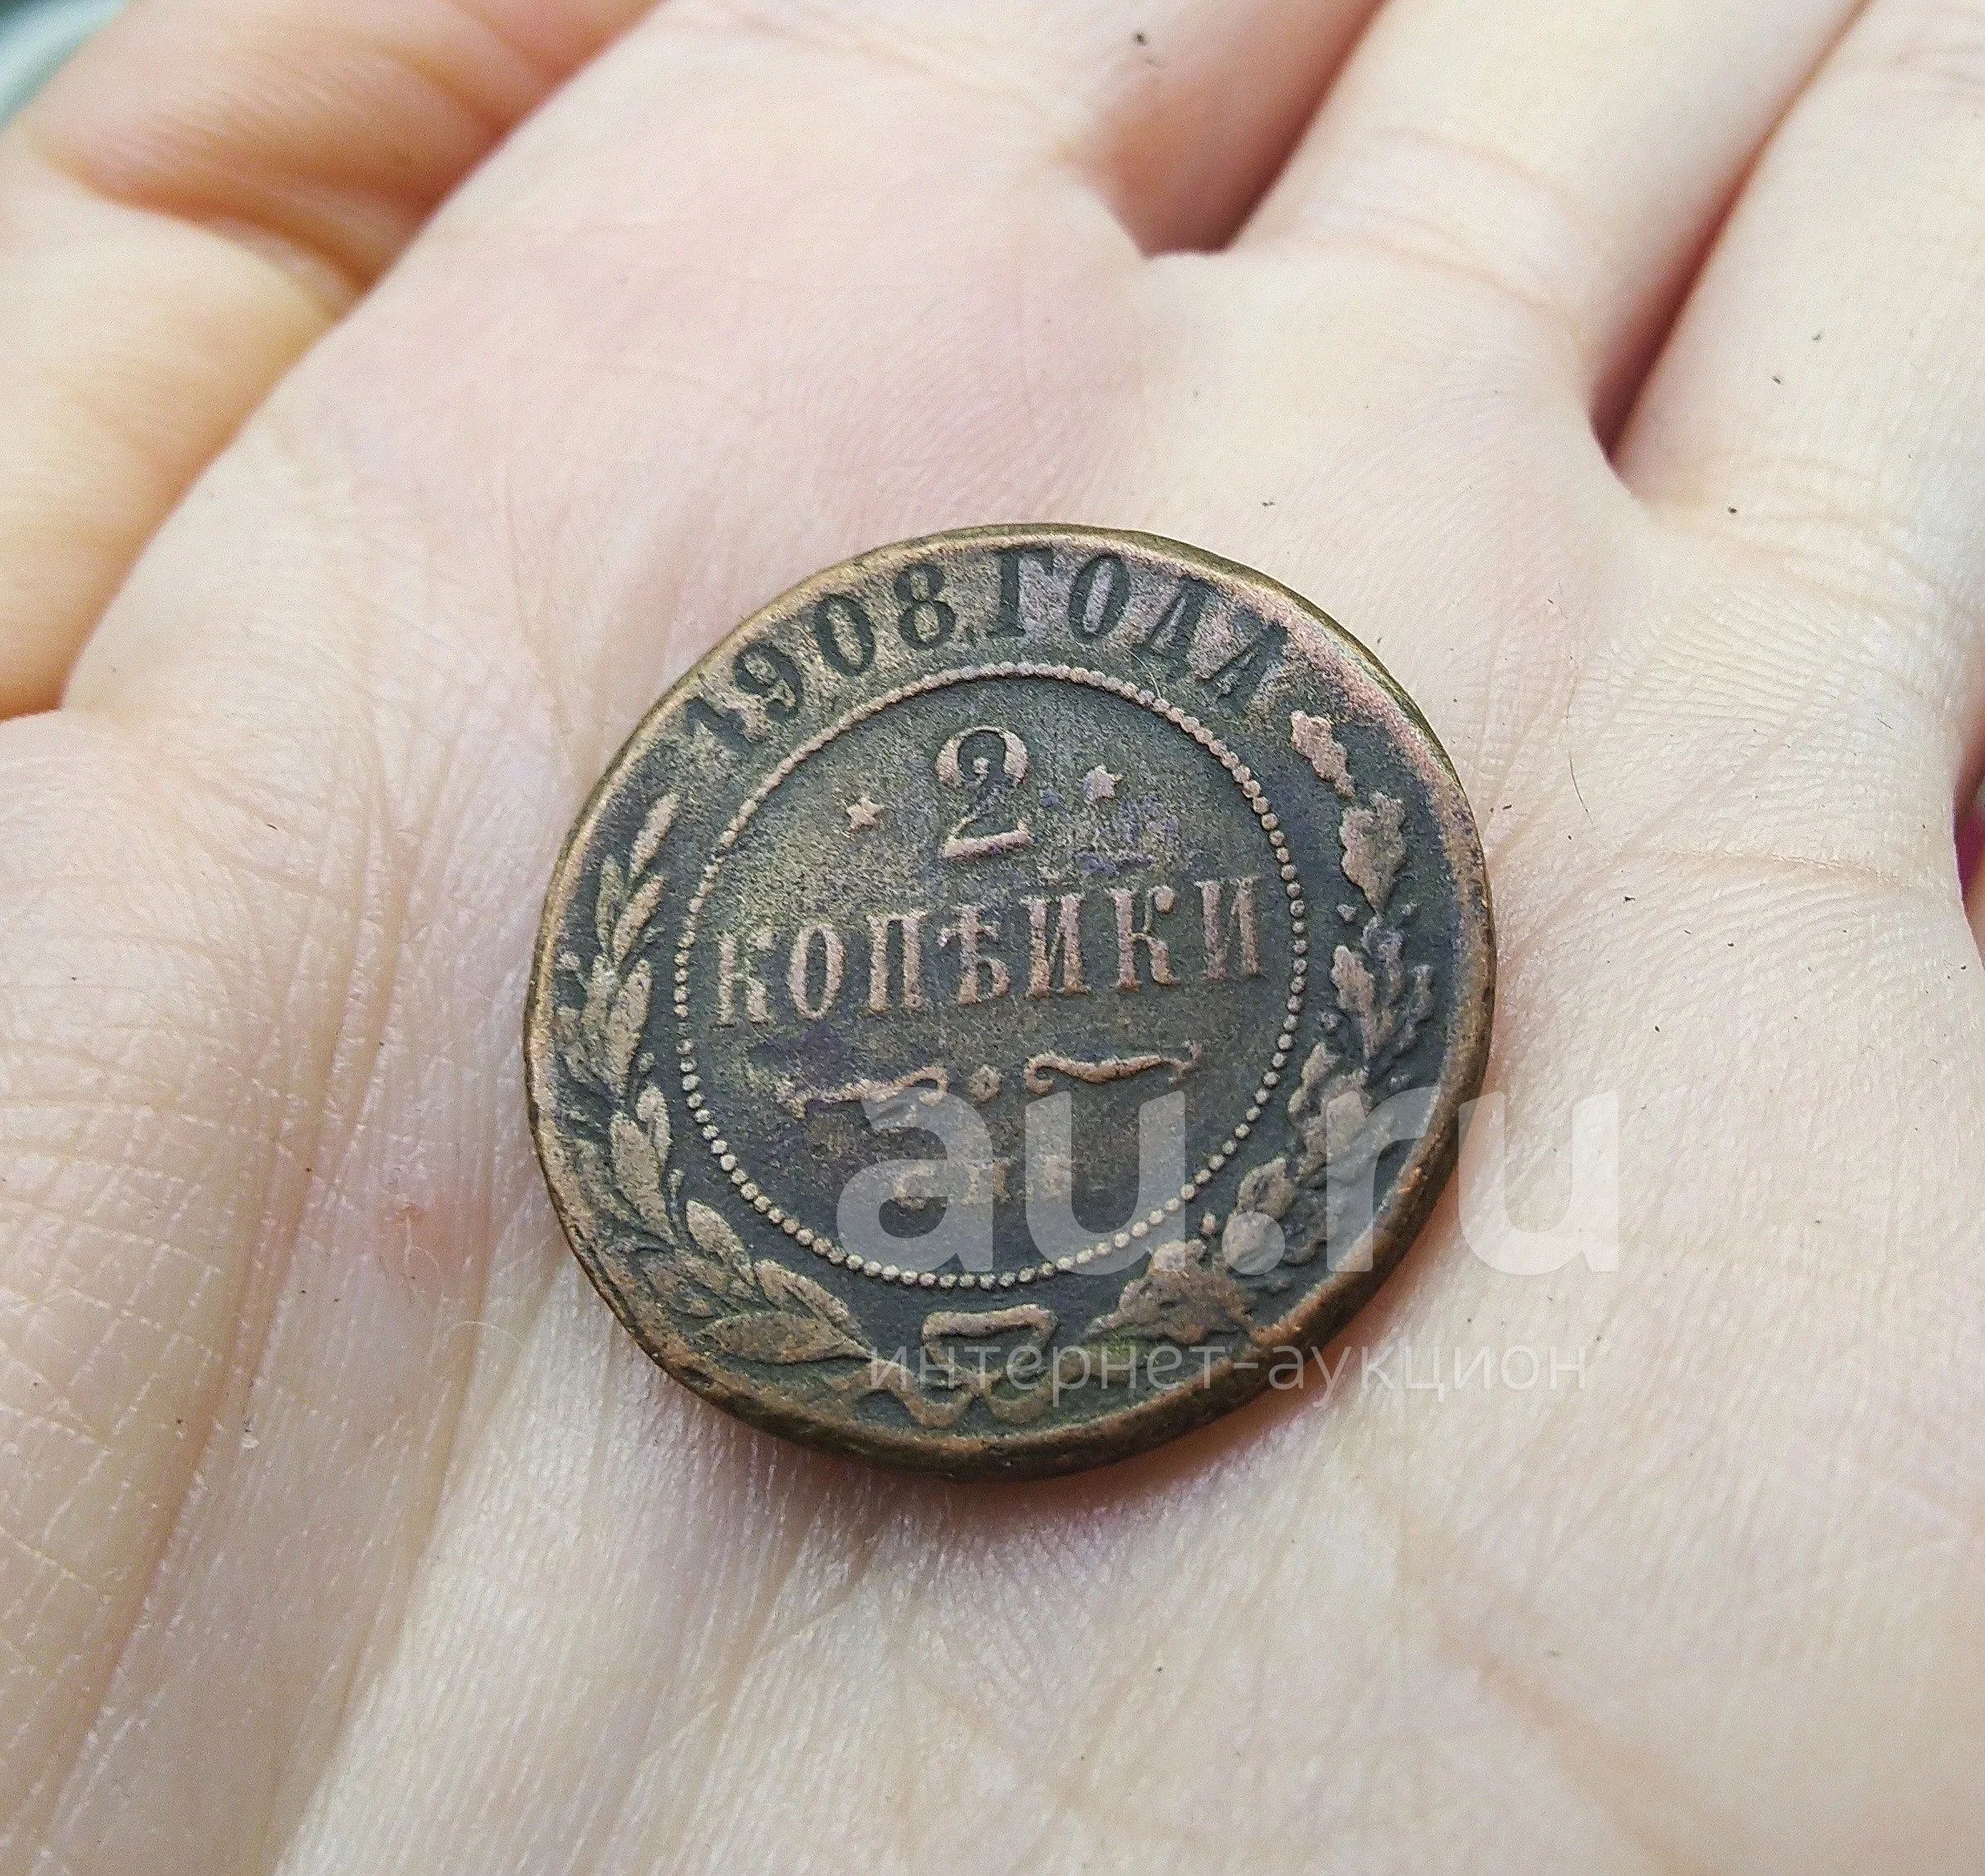 1908 ГОДА
2
КОПѢЙКИ
С.П.Б.
au.ru
интернет-аукцион